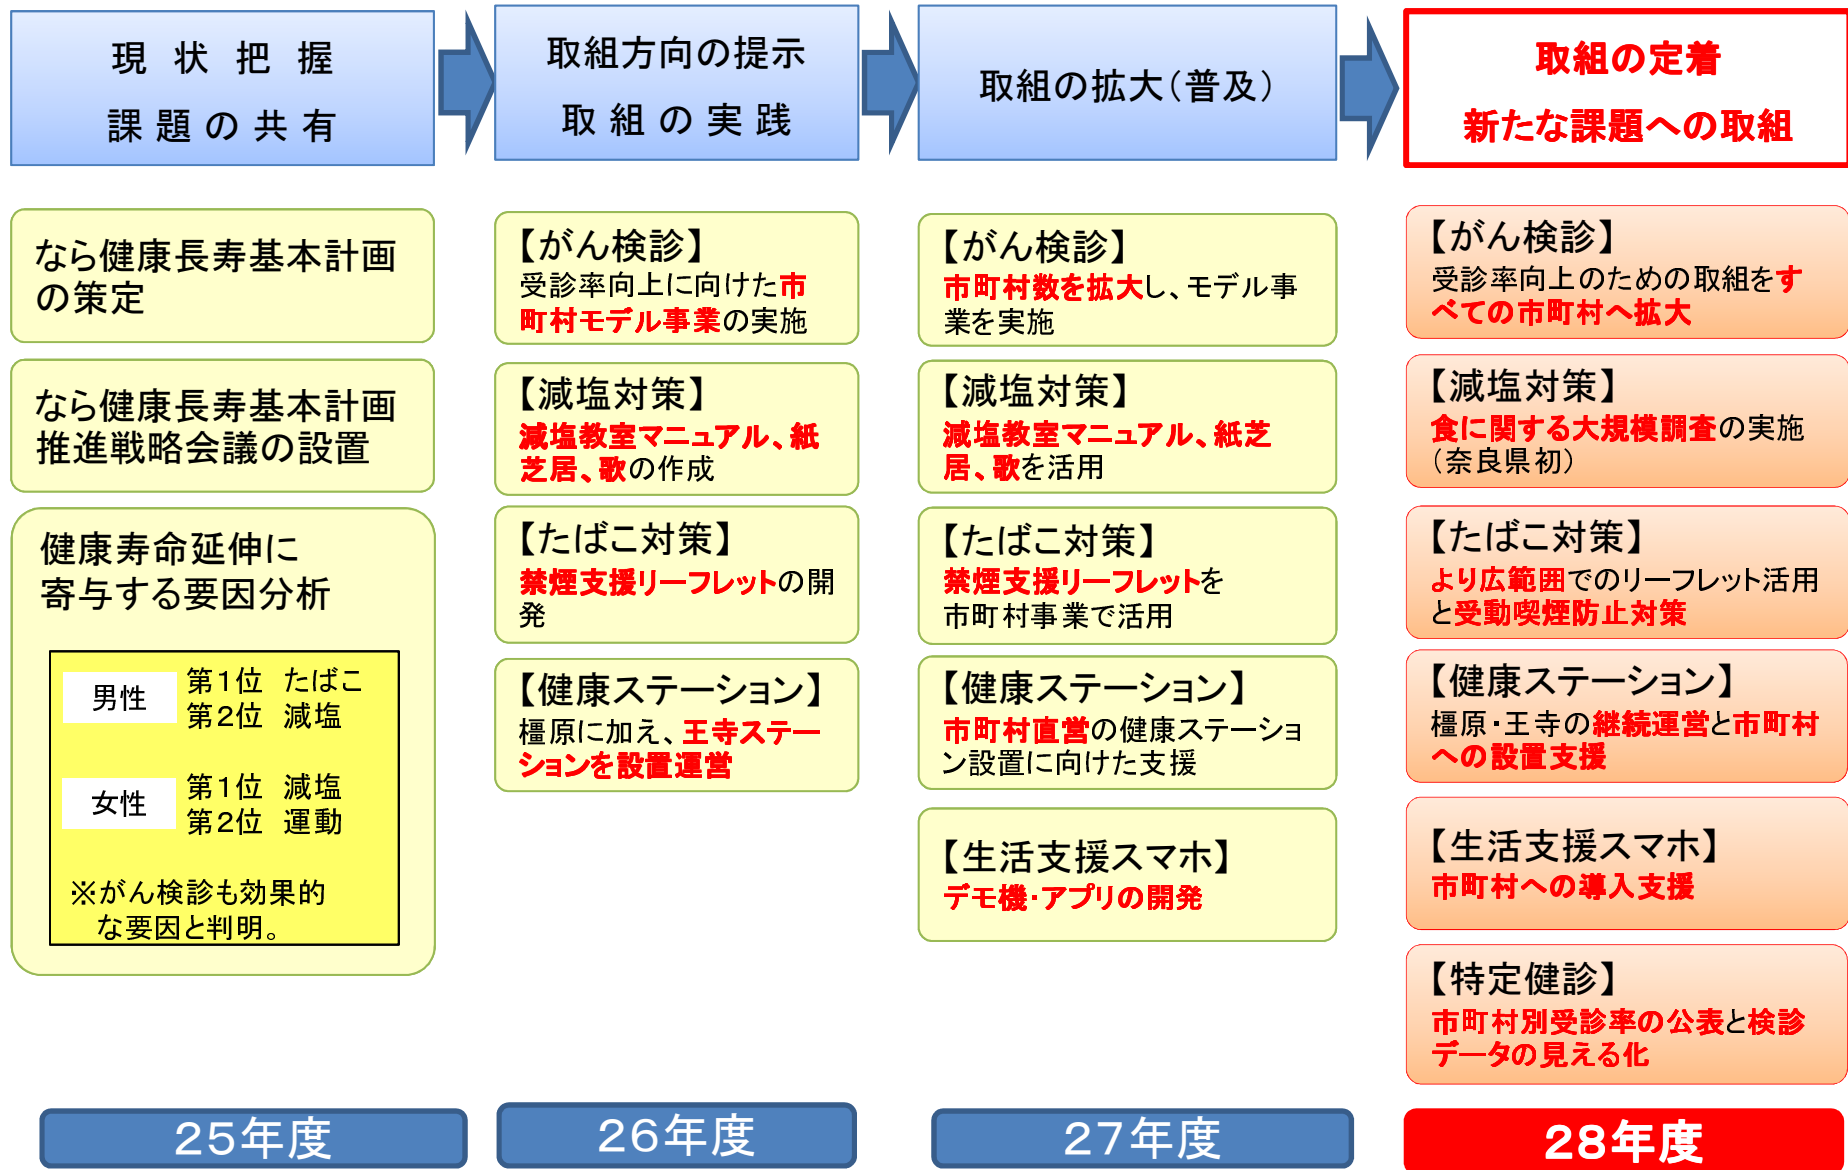 現状把握
課題の共有
取組方向の提示
取組の実践
取組の拡大(普及)
取組の定着
新たな課題への取組
なら健康長寿基本計画
の策定
なら健康長寿基本計画
推進戦略会議の設置
健康寿命延伸に
寄与する要因分析
男性
第1位 たばこ
第2位 減塩
女性
第1位 減塩
第2位 運動
※がん検診も効果的
な要因と判明。
【がん検診】
受診率向上に向けた市
町村モデル事業の実施
【減塩対策】
減塩教室マニュアル、紙
芝居、歌の作成
【たばこ対策】
禁煙支援リーフレットの開
発
【健康ステーション】
橿原に加え、王寺ステー
ションを設置運営
【がん検診】
市町村数を拡大し、モデル事
業を実施
【減塩対策】
減塩教室マニュアル、紙芝
居、歌を活用
【たばこ対策】
禁煙支援リーフレットを
市町村事業で活用
【健康ステーション】
市町村直営の健康ステーショ
ン設置に向けた支援
【生活支援スマホ】
デモ機・アプリの開発
【がん検診】
受診率向上のための取組をす
べての市町村へ拡大
【減塩対策】
食に関する大規模調査の実施
(奈良県初)
【たばこ対策】
より広範囲でのリーフレット活用
と受動喫煙防止対策
【健康ステーション】
橿原・王寺の継続運営と市町村
への設置支援
【生活支援スマホ】
市町村への導入支援
【特定健診】
市町村別受診率の公表と検診
データの見える化
25年度
26年度
27年度
28年度